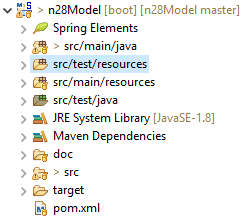 > n28Model [boot] [n28Model master]
Spring Elements
> src/main/java
src/test/resources
src/main/resources
src/test/java
JRE System Library [JavaSE-1.8]
Maven Dependencies
doc
> src
target
pom.xml